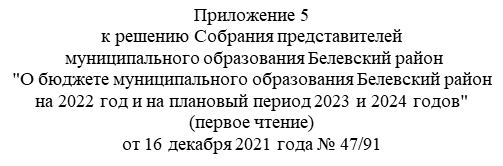 Приложение 5
к решению Собрания представителей
муниципального образования Белевский район
"О бюджете муниципального образования Белевский район
на 2022 год и на плановый период 2023 и 2024 годов"
(первое чтение)
от 16 декабря 2021 года № 47/91